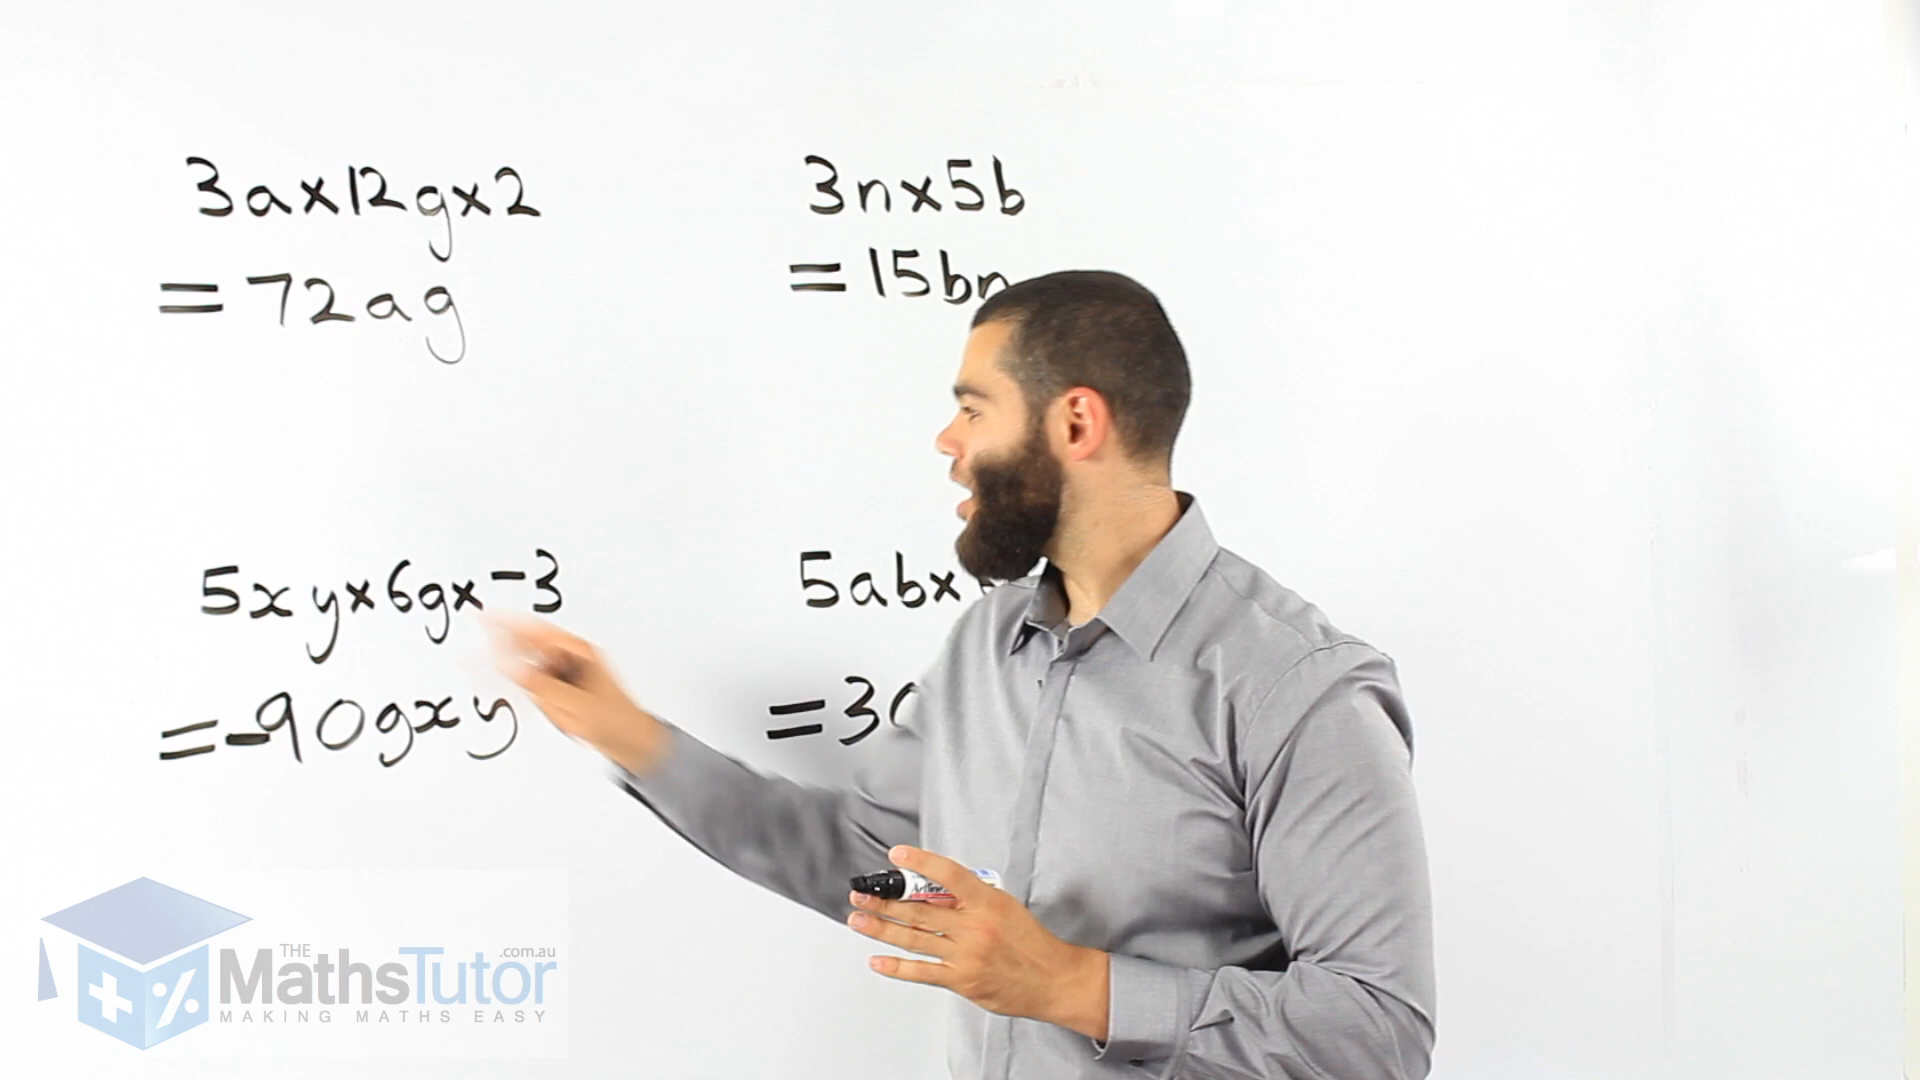 3a×12g×2
=72ag
3n×5b
=15bn
5xy×6g×-3
=-90gxy
5ab×
=30
THE
MathsTutor.com.au
MAKING MATHS EASY
Artline